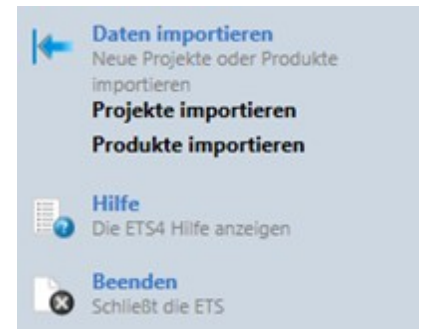 Daten importieren
Neue Projekte oder Produkte
importieren
Projekte importieren
Produkte importieren
Hilfe
Die ETS4 Hilfe anzeigen
Beenden
Schließt die ETS